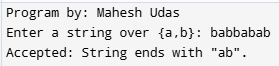 Program by: Mahesh Udas
Enter a string over {a,b}: babbabab
Accepted: String ends with "ab".